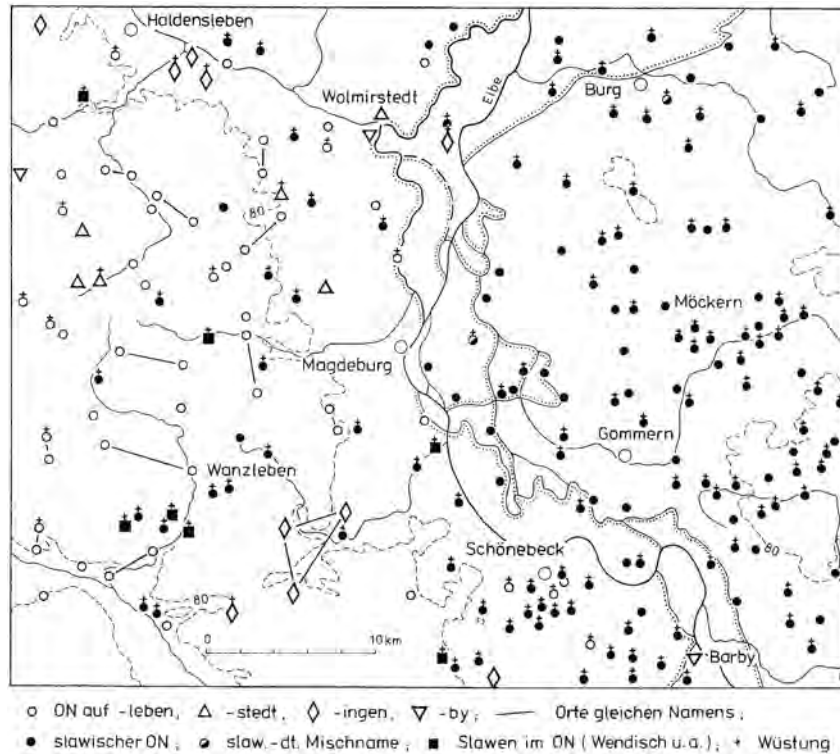 Haldensleben
Wolmirstedt
Elbe
Burg
80
Möckern
Magdeburg
Gommern
Wanzleben
80
Schönebeck
80
0 10 km
Barby
ON auf -leben, -stedt, -ingen, -by, Orte gleichen Namens,
slawischer ON, slaw.-dt. Mischname, Slawen im ON (Wendisch u.a.), Wüstung